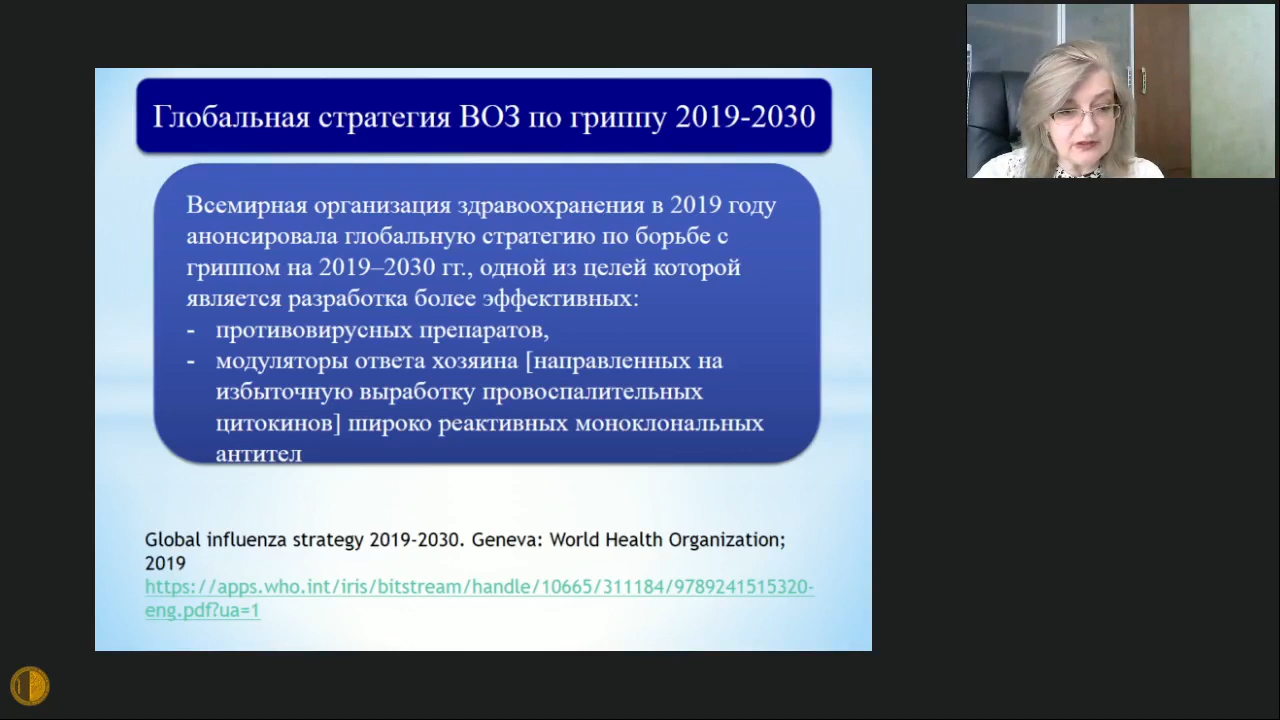 Глобальная стратегия ВОЗ по гриппу 2019-2030
Всемирная организация здравоохранения в 2019 году
анонсировала глобальную стратегию по борьбе с
гриппом на 2019–2030 гг., одной из целей которой
является разработка более эффективных:
- противовирусных препаратов,
- модуляторы ответа хозяина [направленных на
избыточную выработку провоспалительных
цитокинов] широко реактивных моноклональных
антител
Global influenza strategy 2019-2030. Geneva: World Health Organization;
2019
https://apps.who.int/iris/bitstream/handle/10665/311184/9789241515320-
eng.pdf?ua=1